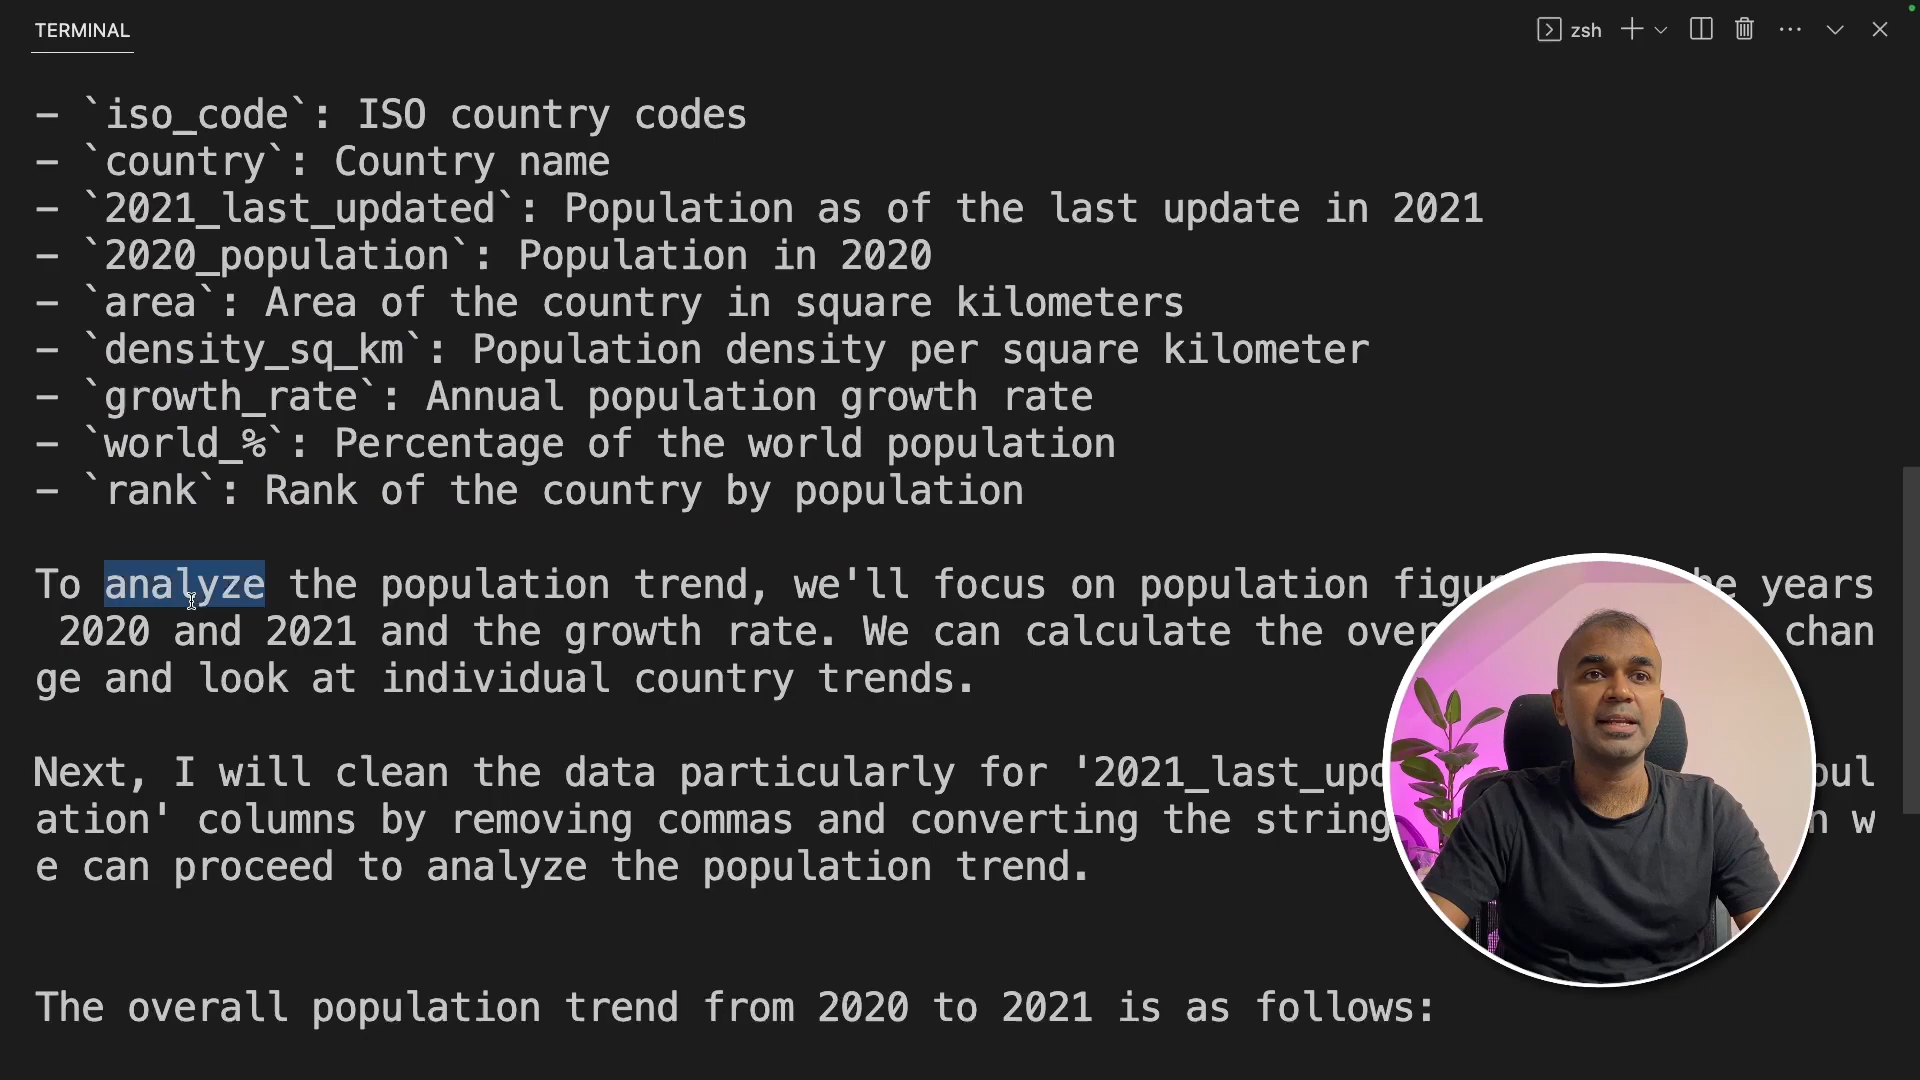 TERMINAL
zsh
- `iso_code`: ISO country codes
- `country`: Country name
- `2021_last_updated`: Population as of the last update in 2021
- `2020_population`: Population in 2020
- `area`: Area of the country in square kilometers
- `density_sq_km`: Population density per square kilometer
- `growth_rate`: Annual population growth rate
- `world_%`: Percentage of the world population
- `rank`: Rank of the country by population
To analyze the population trend, we'll focus on population years
2020 and 2021 and the growth rate. We can calculate the chan
ge and look at individual country trends.
Next, I will clean the data particularly for
ation' columns by removing commas and converting the w
e can proceed to analyze the population trend.
The overall population trend from 2020 to 2021 is as follows: